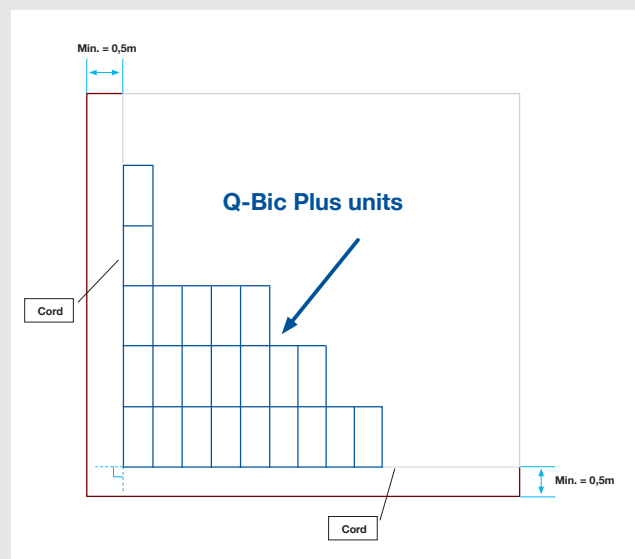 Min. = 0,5m
Q-Bic Plus units
Cord
Min. = 0,5m
Cord